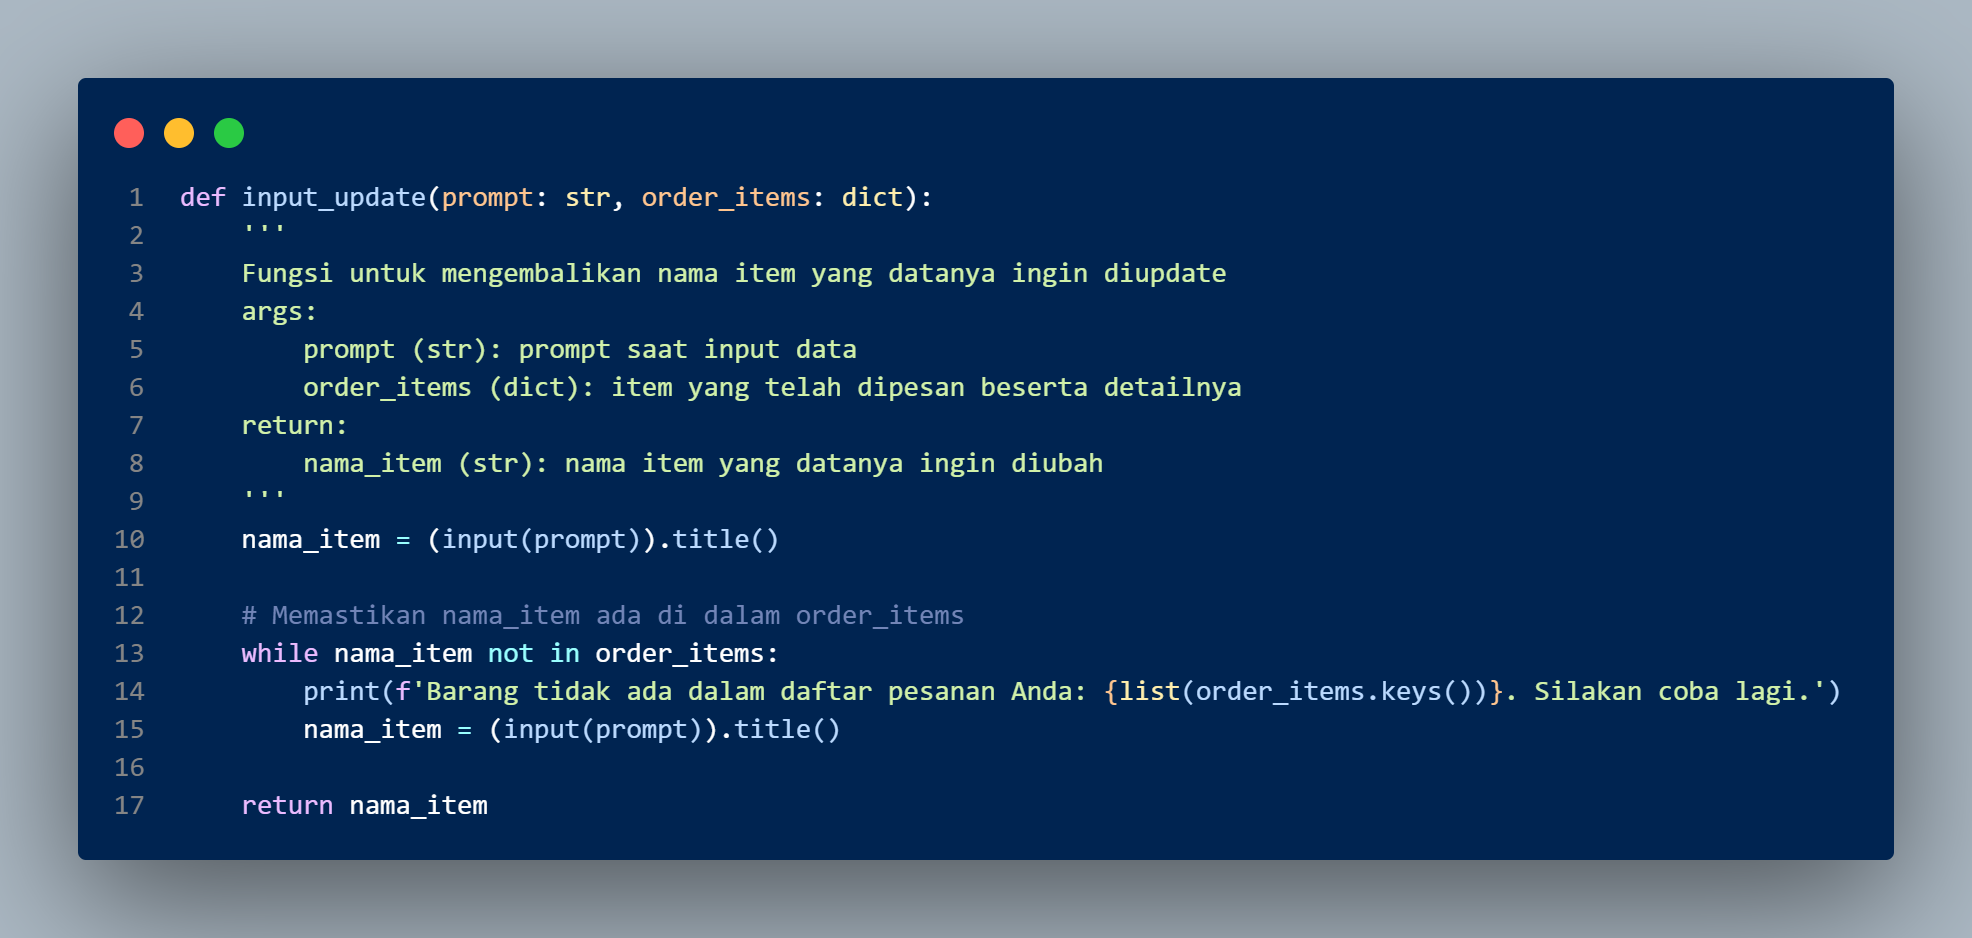 1 def input_update(prompt: str, order_items: dict):
2     '''
3     Fungsi untuk mengembalikan nama item yang datanya ingin diupdate
4     args:
5         prompt (str): prompt saat input data
6         order_items (dict): item yang telah dipesan beserta detailnya
7     return:
8         nama_item (str): nama item yang datanya ingin diubah
9     '''
10     nama_item = (input(prompt)).title()
11
12     # Memastikan nama_item ada di dalam order_items
13     while nama_item not in order_items:
14         print(f'Barang tidak ada dalam daftar pesanan Anda: {list(order_items.keys())}. Silakan coba lagi.')
15         nama_item = (input(prompt)).title()
16
17     return nama_item